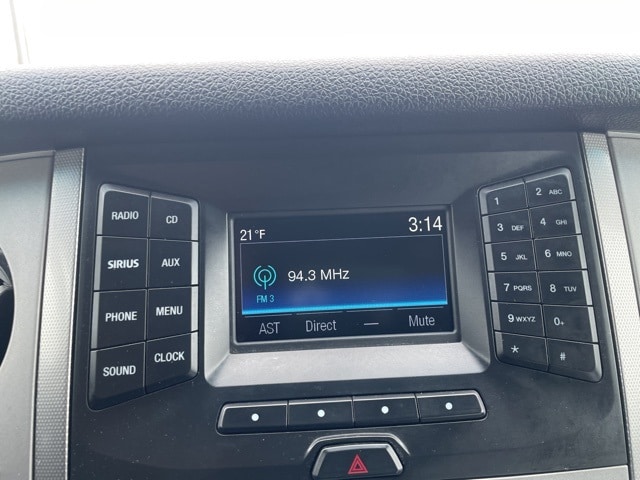 RADIO
CD
SIRIUS
AUX
PHONE
MENU
SOUND
CLOCK
21°F
3:14
94.3 MHz
FM 3
AST Direct — Mute
1
2 ABC
3 DEF
4 GHI
5 JKL
6 MNO
7 PQRS
8 TUV
9 WXYZ
0+
*
#